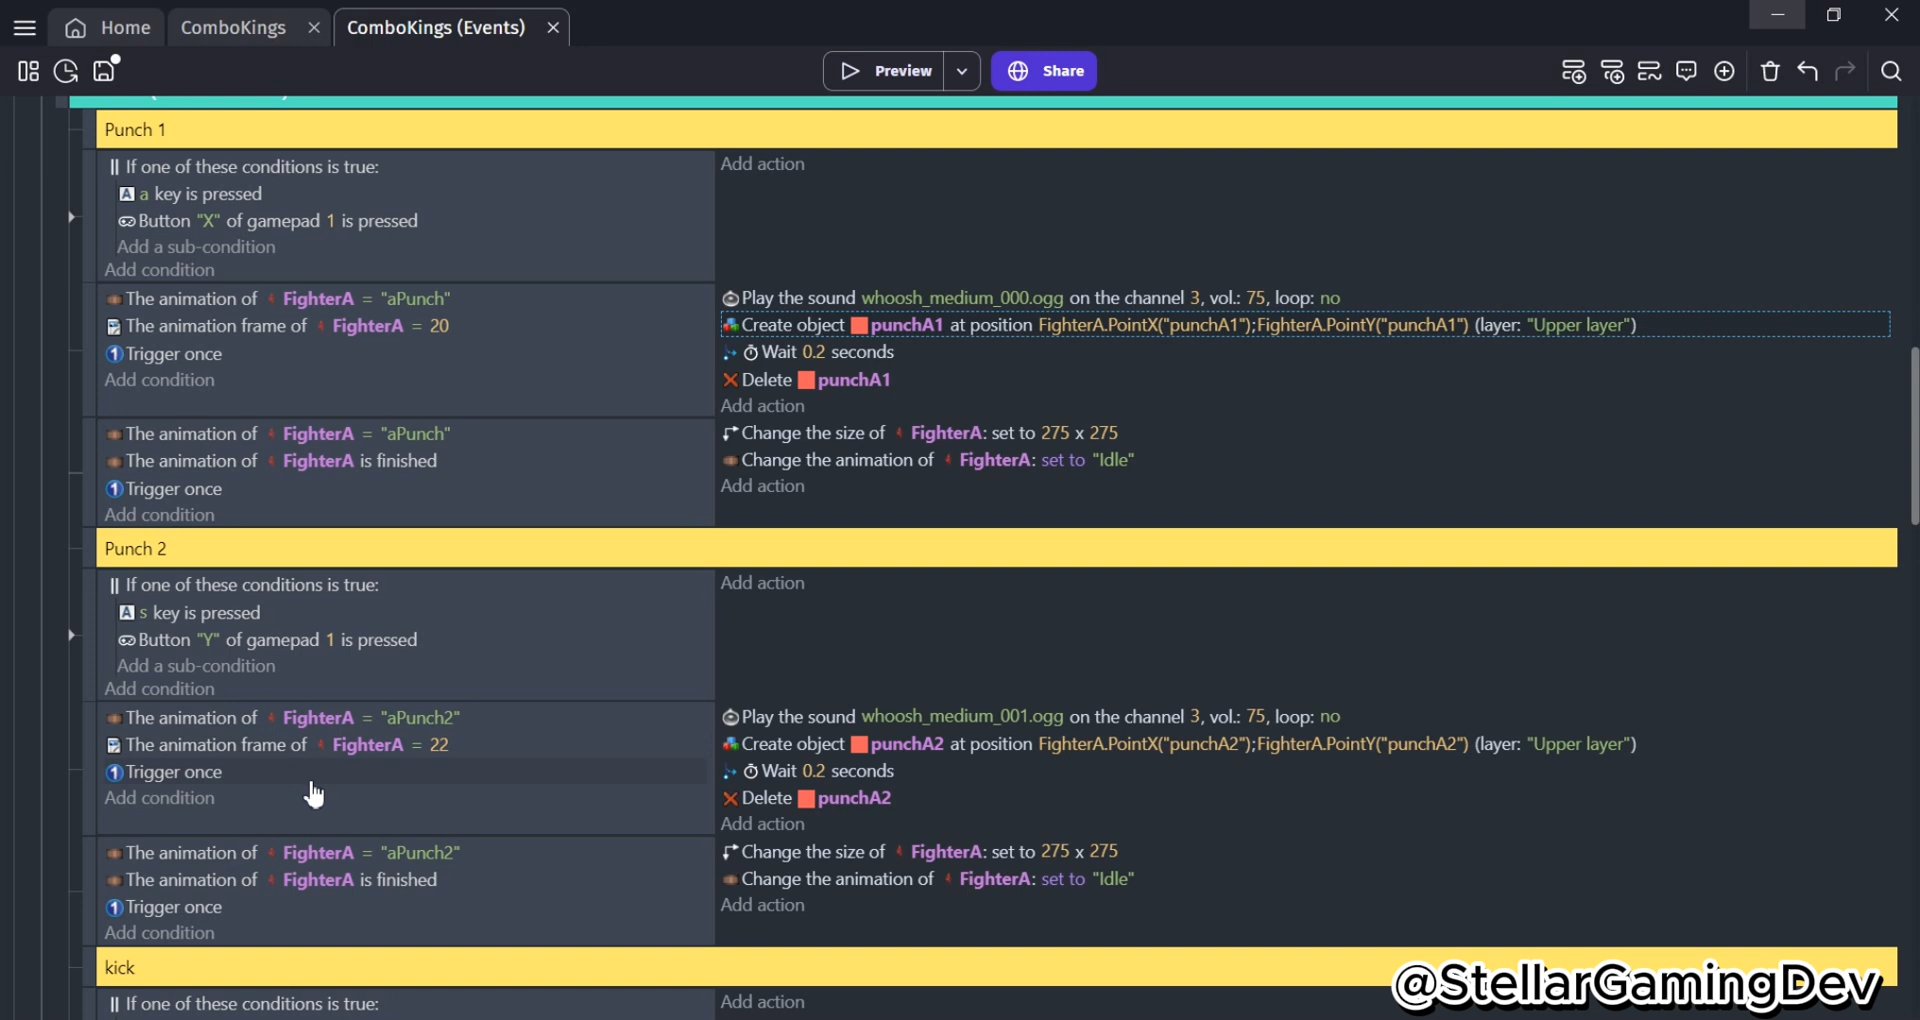 Home
ComboKings
ComboKings (Events)
Preview
Share
Punch 1
If one of these conditions is true:
a key is pressed
Button "X" of gamepad 1 is pressed
Add a sub-condition
Add condition
Add action
The animation of FighterA = "aPunch"
The animation frame of FighterA = 20
Trigger once
Add condition
Play the sound whoosh_medium_000.ogg on the channel 3, vol.: 75, loop: no
Create object punchA1 at position FighterA.PointX("punchA1");FighterA.PointY("punchA1") (layer: "Upper layer")
Wait 0.2 seconds
Delete punchA1
Add action
The animation of FighterA = "aPunch"
The animation of FighterA is finished
Trigger once
Add condition
Change the size of FighterA: set to 275 x 275
Change the animation of FighterA: set to "Idle"
Add action
Punch 2
If one of these conditions is true:
s key is pressed
Button "Y" of gamepad 1 is pressed
Add a sub-condition
Add condition
Add action
The animation of FighterA = "aPunch2"
The animation frame of FighterA = 22
Trigger once
Add condition
Play the sound whoosh_medium_001.ogg on the channel 3, vol.: 75, loop: no
Create object punchA2 at position FighterA.PointX("punchA2");FighterA.PointY("punchA2") (layer: "Upper layer")
Wait 0.2 seconds
Delete punchA2
Add action
The animation of FighterA = "aPunch2"
The animation of FighterA is finished
Trigger once
Add condition
Change the size of FighterA: set to 275 x 275
Change the animation of FighterA: set to "Idle"
Add action
kick
If one of these conditions is true:
Add action
@StellarGamingDev